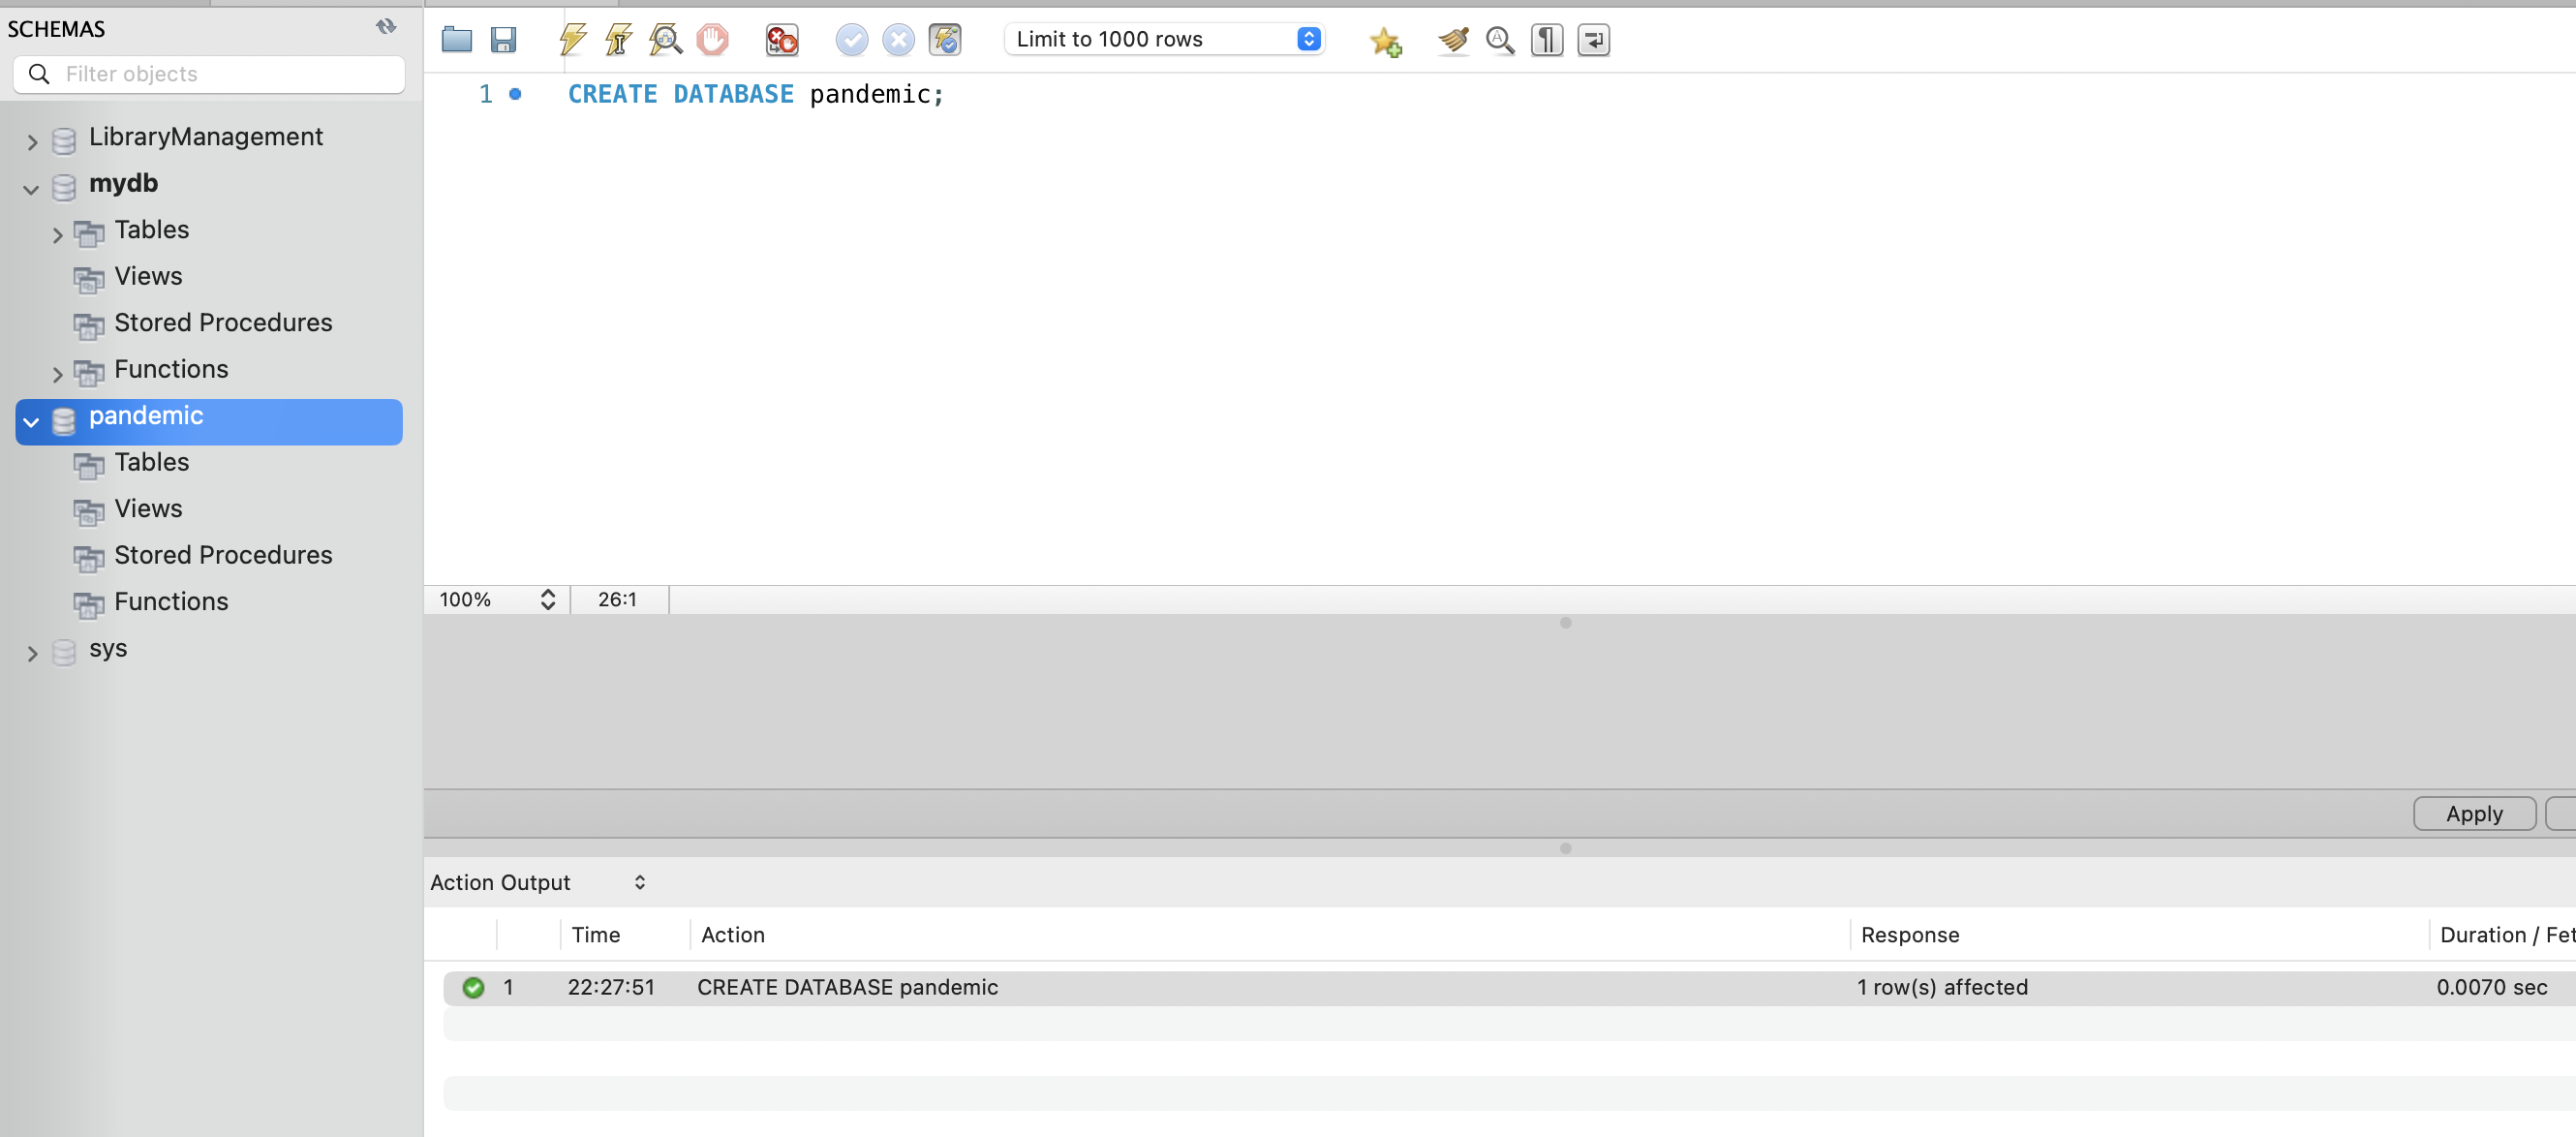 SCHEMAS
Filter objects
LibraryManagement
mydb
Tables
Views
Stored Procedures
Functions
pandemic
Tables
Views
Stored Procedures
Functions
sys
Limit to 1000 rows
1 CREATE DATABASE pandemic;
100% 26:1
Apply
Action Output
Time Action Response Duration / Fet
1 22:27:51 CREATE DATABASE pandemic 1 row(s) affected 0.0070 sec